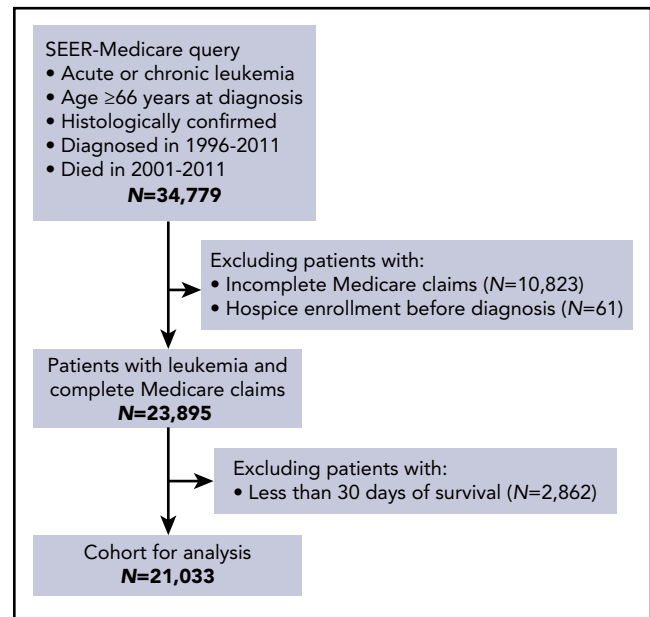 SEER-Medicare query
• Acute or chronic leukemia
• Age ≥66 years at diagnosis
• Histologically confirmed
• Diagnosed in 1996-2011
• Died in 2001-2011
N=34,779
Excluding patients with:
• Incomplete Medicare claims (N=10,823)
• Hospice enrollment before diagnosis (N=61)
Patients with leukemia and
complete Medicare claims
N=23,895
Excluding patients with:
• Less than 30 days of survival (N=2,862)
Cohort for analysis
N=21,033